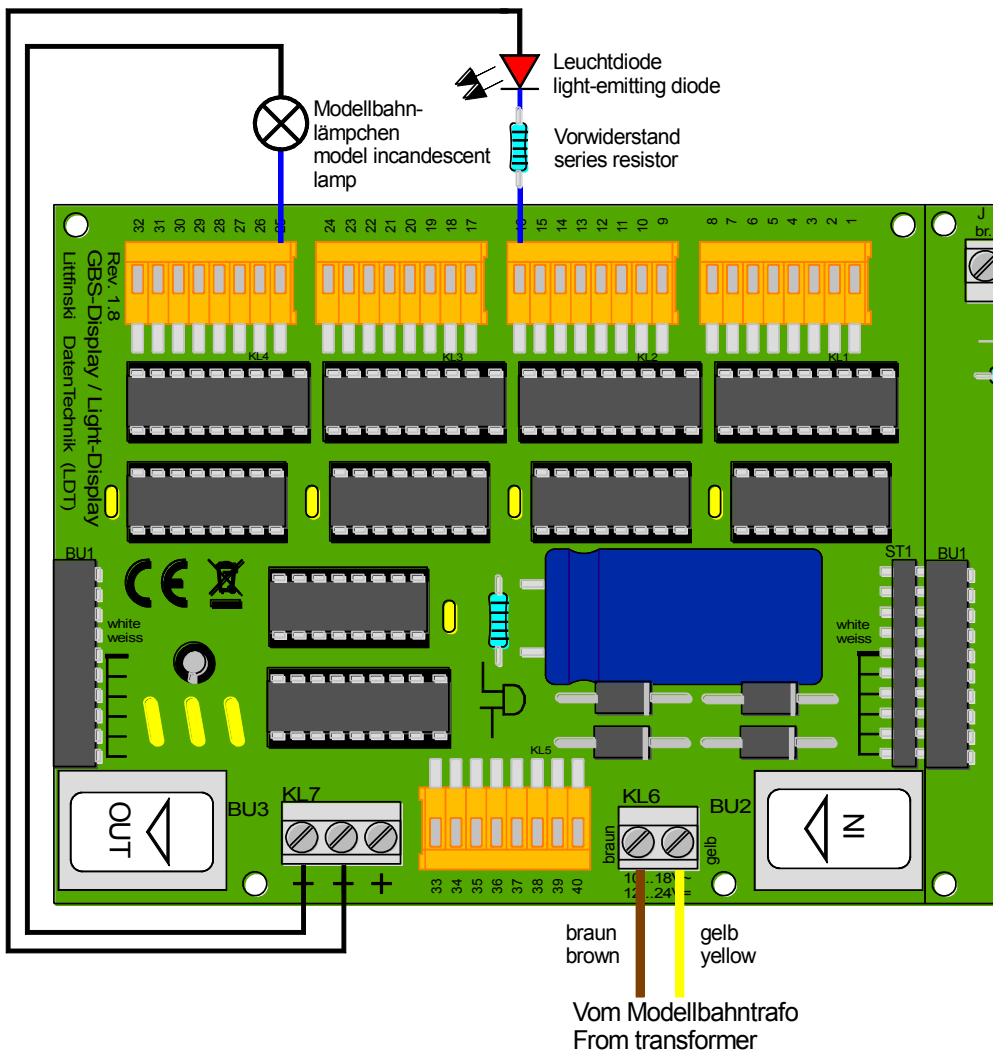 Leuchtdiode
light-emitting diode
Modellbahn-
lämpchen
model incandescent
lamp
Vorwiderstand
series resistor
32 31 30 29 28 27 26 25
24 23 22 21 20 19 18 17
16 15 14 13 12 11 10 9
8 7 6 5 4 3 2 1
J
br.
KL4
KL3
KL2
KL1
Rev. 1.8
GBS-Display / Light-Display
Littfinski DatenTechnik (LDT)
BU1
CE
white
weiss
ST1
BU1
white
weiss
KL5
OUT
BU3
KL7
+ + +
33 34 35 36 37 38 39 40
KL6
braun
gelb
10...18V~
12...24V=
BU2
IN
braun
brown
gelb
yellow
Vom Modellbahntrafo
From transformer